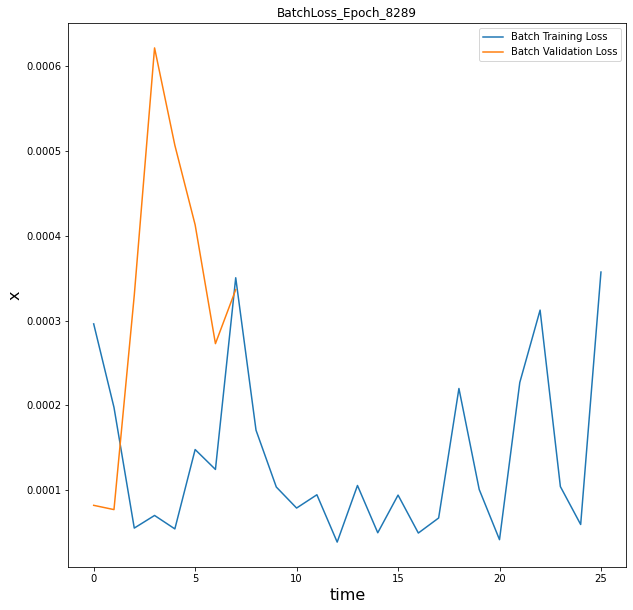 BatchLoss_Epoch_8289
Batch Training Loss
Batch Validation Loss
0.0006
0.0005
0.0004
0.0003
0.0002
0.0001
x
0 5 10 15 20 25
time